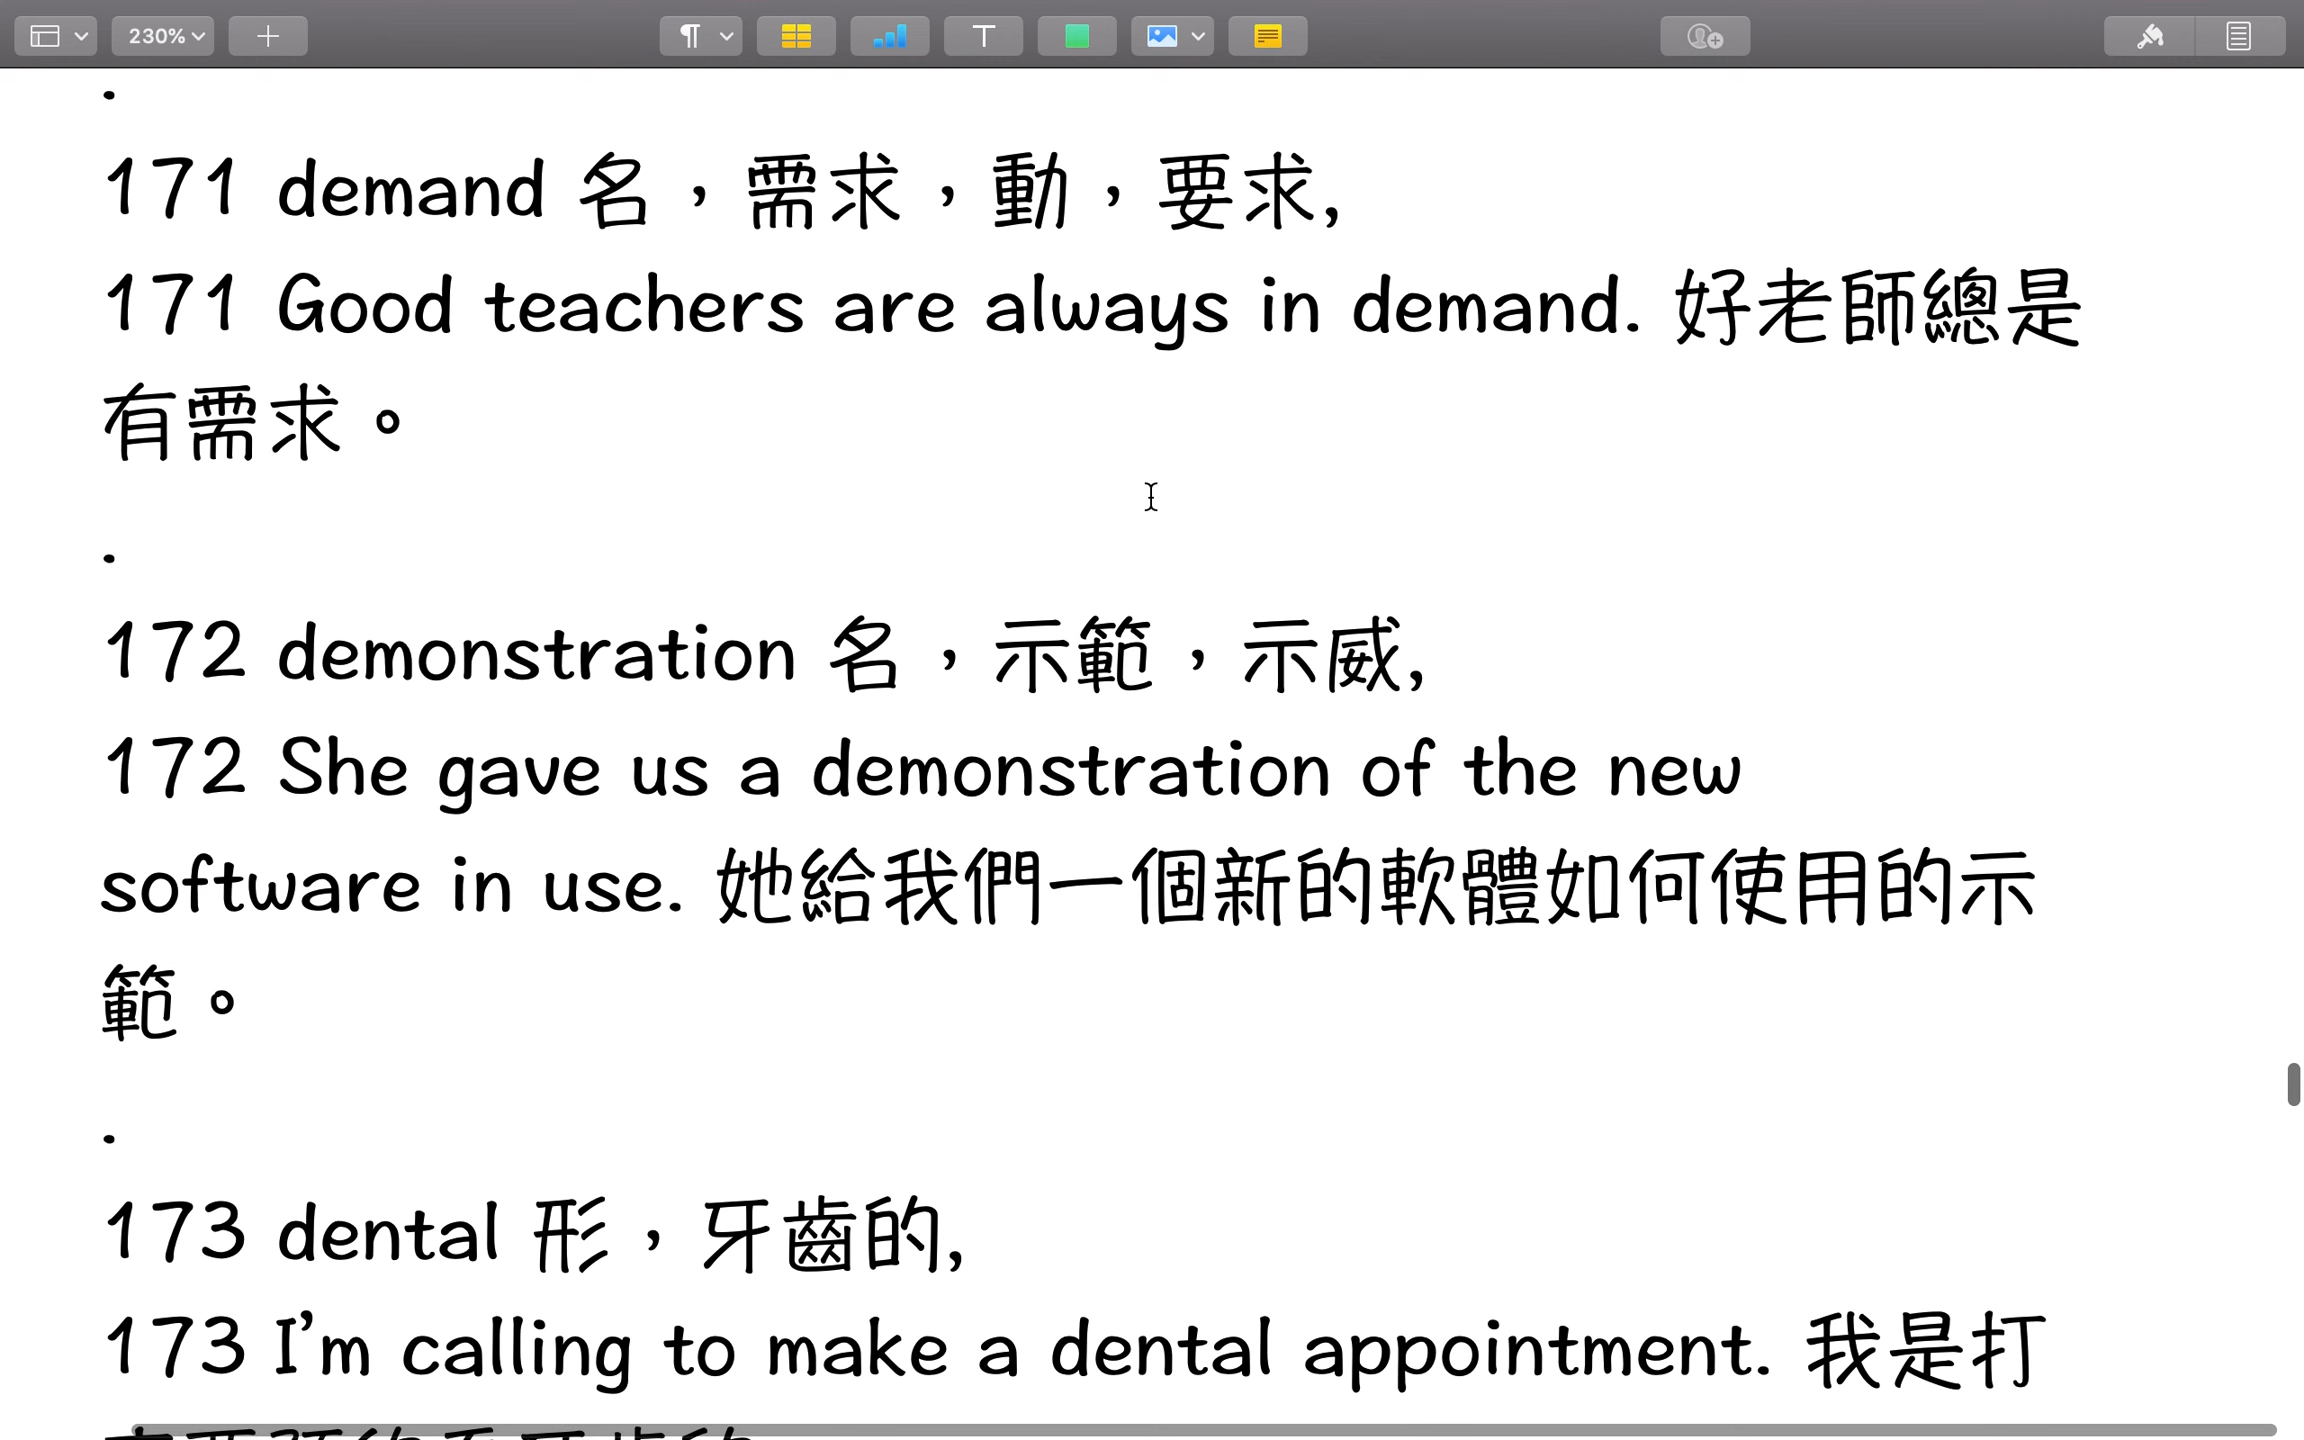 230%
.
171 demand 名，需求，動，要求,
171 Good teachers are always in demand. 好老師總是
有需求。
.
172 demonstration 名，示範，示威,
172 She gave us a demonstration of the new
software in use. 她給我們一個新的軟體如何使用的示
範。
.
173 dental 形，牙齒的,
173 I’m calling to make a dental appointment. 我是打